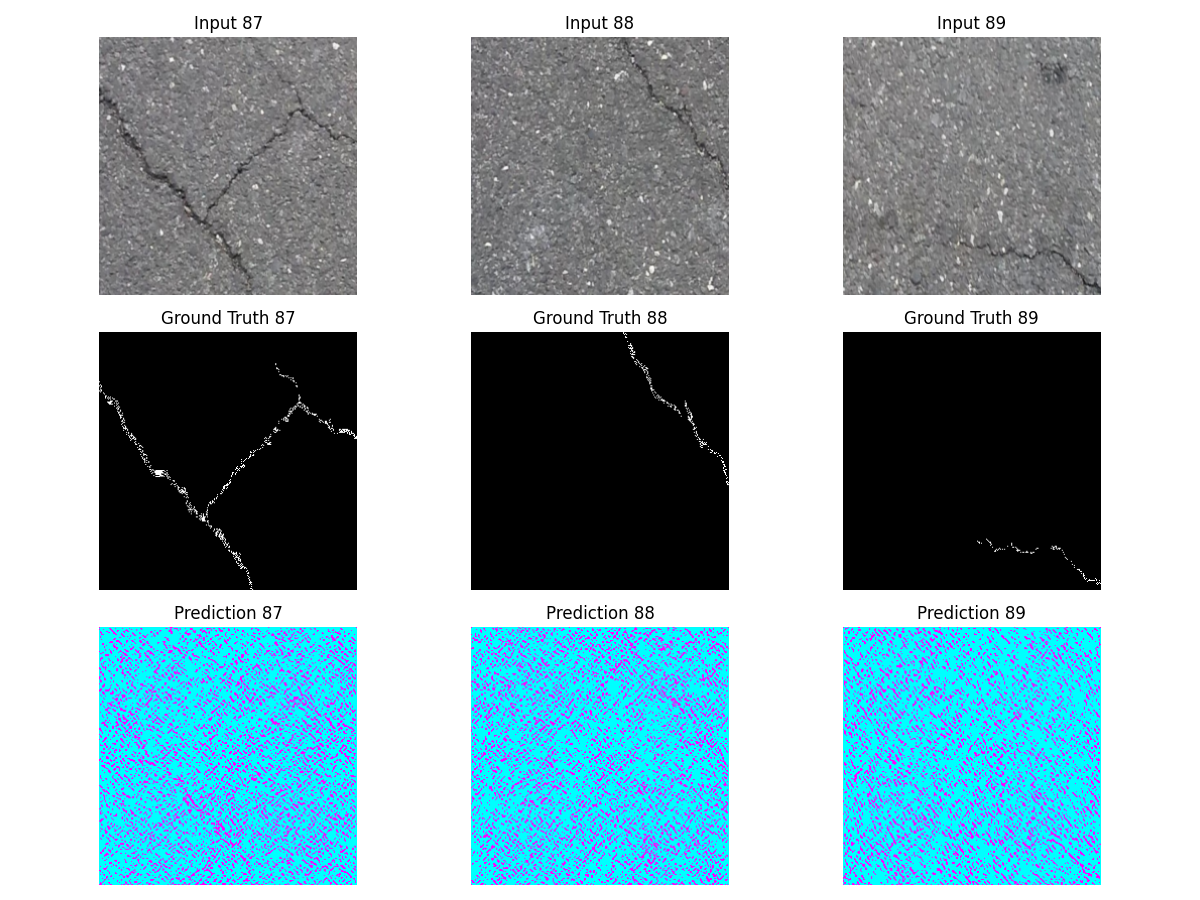 Input 87
Input 88
Input 89
Ground Truth 87
Ground Truth 88
Ground Truth 89
Prediction 87
Prediction 88
Prediction 89